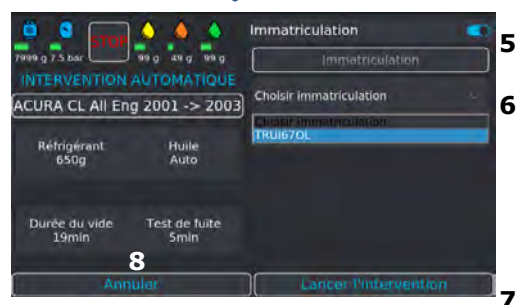 STOP
7999 g 7.5 bar 99 g 49 g 99 g
INTERVENTION AUTOMATIQUE
ACURA CL All Eng 2001 -> 2003
Réfrigérant
650g
Huile
Auto
Durée du vide
19min
Test de fuite
5min
8
Annuler
Immatriculation
5
Immatriculation
Choisir immatriculation
6
Choisir immatriculation
TRUI67OL
Lancer l'intervention
7